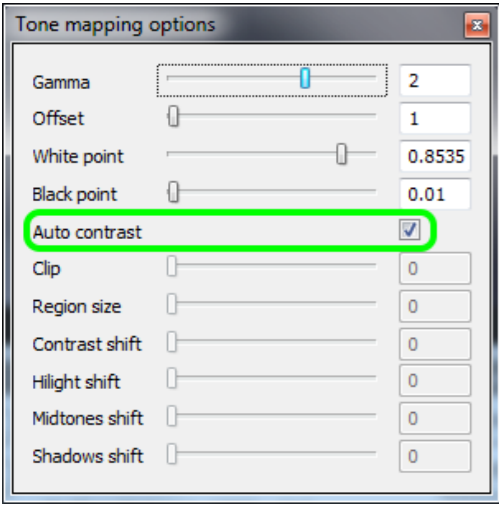 Tone mapping options
Gamma 2
Offset 1
White point 0.8535
Black point 0.01
Auto contrast
Clip 0
Region size 0
Contrast shift 0
Hilight shift 0
Midtones shift 0
Shadows shift 0